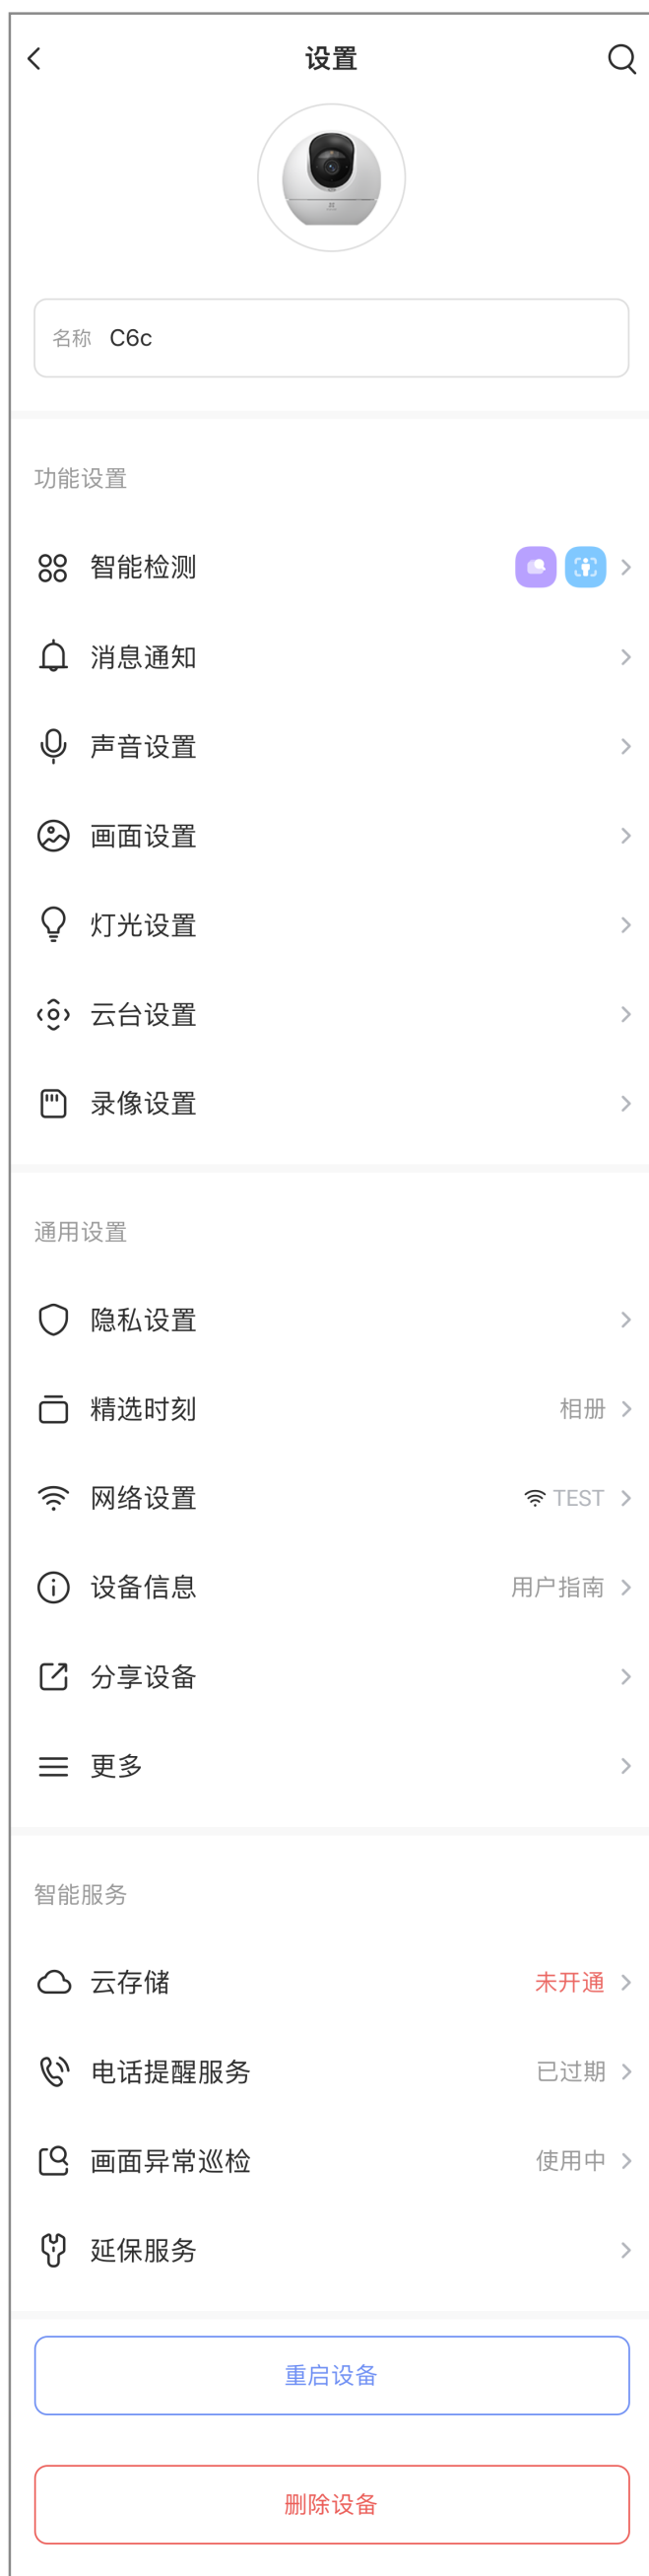 设置
名称 C6c
功能设置
智能检测
消息通知
声音设置
画面设置
灯光设置
云台设置
录像设置
通用设置
隐私设置
精选时刻 相册
网络设置 TEST
设备信息 用户指南
分享设备
更多
智能服务
云存储 未开通
电话提醒服务 已过期
画面异常巡检 使用中
延保服务
重启设备
删除设备